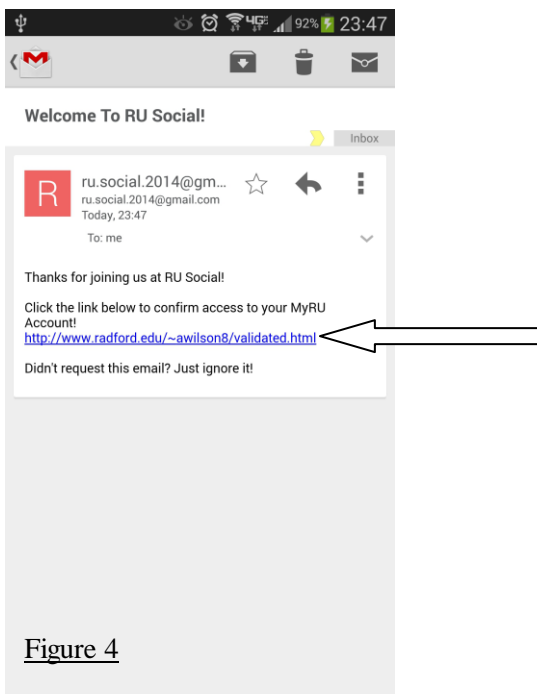 4G 92% 23:47
Welcome To RU Social!
Inbox
R
ru.social.2014@gm...
ru.social.2014@gmail.com
Today, 23:47
To: me
Thanks for joining us at RU Social!
Click the link below to confirm access to your MyRU
Account!
http://www.radford.edu/~awilson8/validated.html
Didn't request this email? Just ignore it!
Figure 4